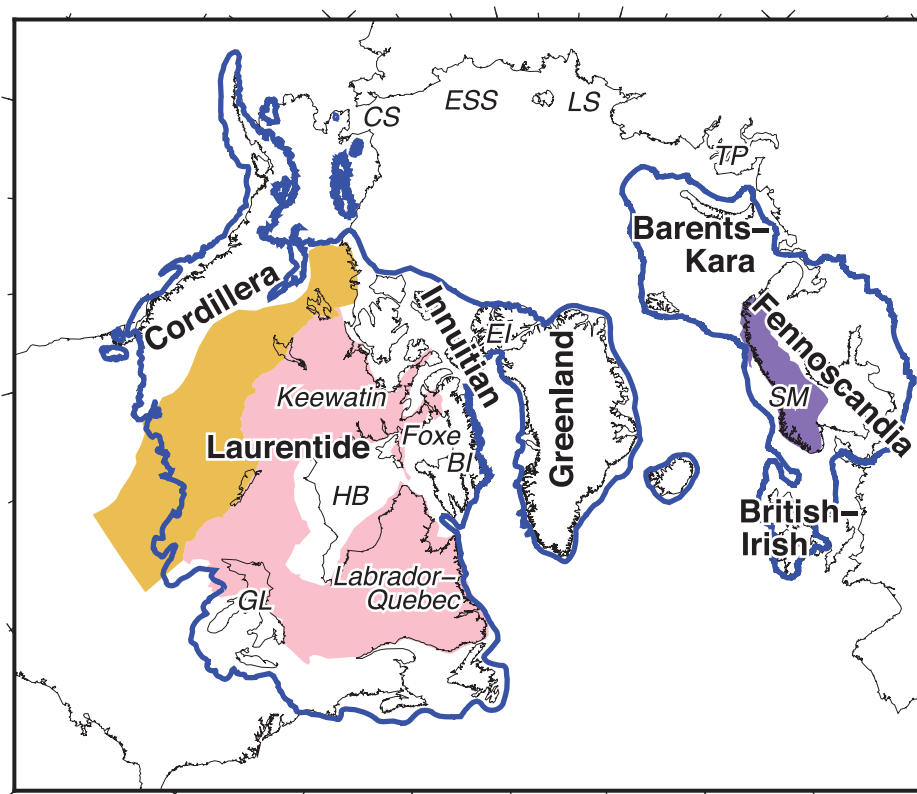 CS
ESS
LS
TP
Barents–
Kara
Cordillera
Innuitian
EI
Greenland
Fennoscandia
SM
Keewatin
Laurentide
Foxe
BI
HB
British–
Irish
Labrador–
Quebec
GL